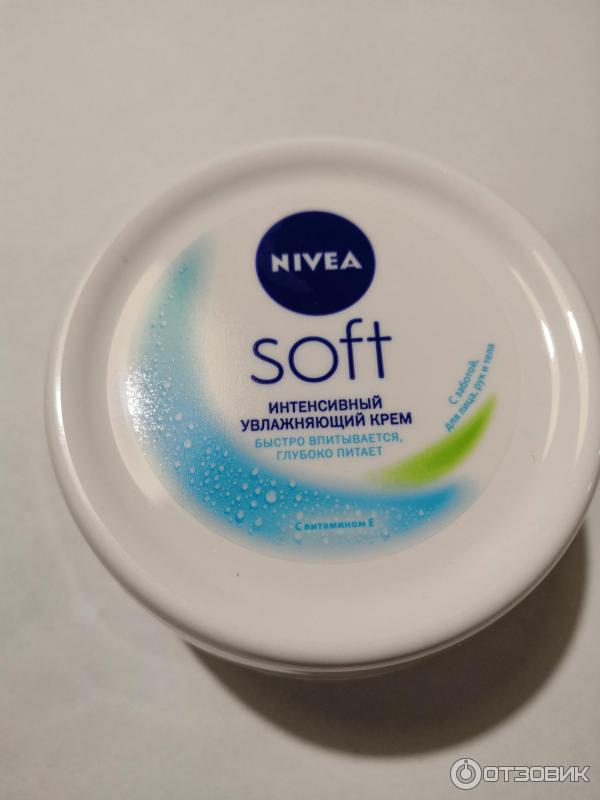 NIVEA
soft
ИНТЕНСИВНЫЙ
УВЛАЖНЯЮЩИЙ КРЕМ
БЫСТРО ВПИТЫВАЕТСЯ,
ГЛУБОКО ПИТАЕТ
С заботой,
для лица, рук и тела
С витамином Е
ОТЗОВИК